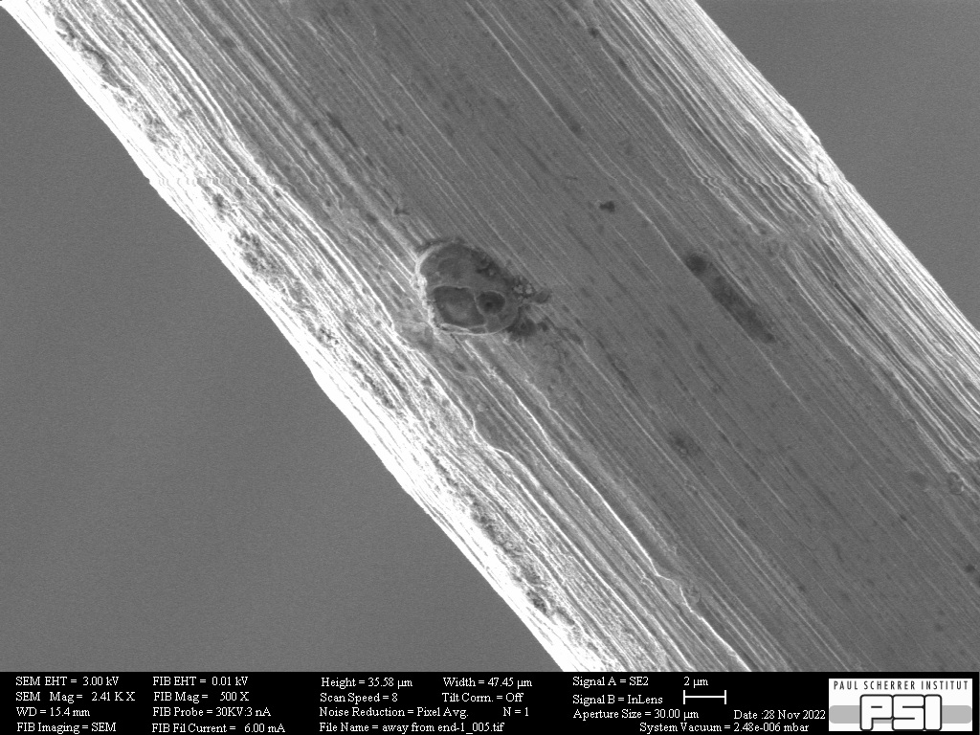 SEM EHT = 3.00 kV FIB EHT = 0.01 kV Height = 35.58 µm Width = 47.45 µm Signal A = SE2 2 µm
SEM Mag = 2.41 K X FIB Mag = 500 X Scan Speed = 8 Tilt Corrn. = Off Signal B = InLens
WD = 15.4 mm FIB Probe = 30KV:3 nA Noise Reduction = Pixel Avg. N = 1 Aperture Size = 30.00 µm Date :28 Nov 2022
FIB Imaging = SEM FIB Fil Current = 6.00 mA File Name = away from end-1_005.tif System Vacuum = 2.48e-006 mbar
PAUL SCHERRER INSTITUT
PSI